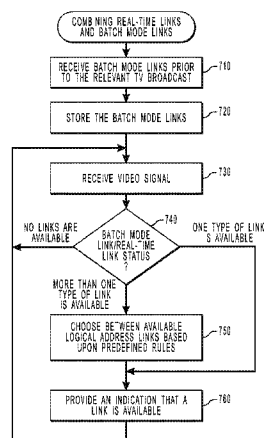 COMBINING REAL-TIME LINKS
AND BATCH MODE LINKS
RECEIVE BATCH MODE LINKS PRIOR
TO THE RELEVANT TV BROADCAST
710
STORE THE BATCH MODE LINKS
720
RECEIVE VIDEO SIGNAL
730
740
NO LINKS ARE
AVAILABLE
BATCH MODE
LINK/REAL-TIME
LINK STATUS
?
ONE TYPE OF LINK
IS AVAILABLE
MORE THAN ONE
TYPE OF LINK
IS AVAILABLE
CHOOSE BETWEEN AVAILABLE
LOGICAL ADDRESS LINKS BASED
UPON PREDEFINED RULES
750
PROVIDE AN INDICATION THAT A
LINK IS AVAILABLE
760